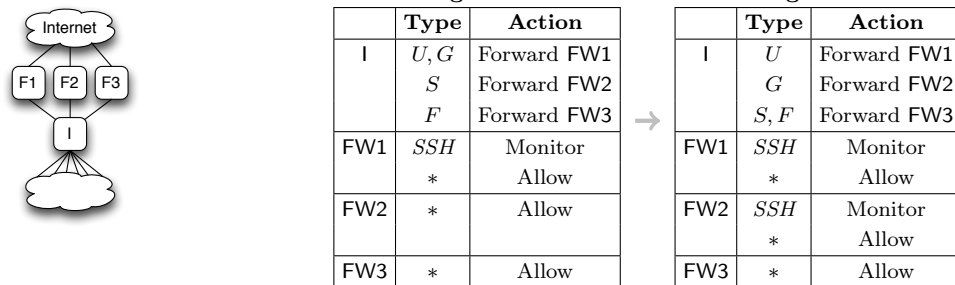 Internet
F1 F2 F3
I
Type Action
I U, G Forward FW1
S Forward FW2
F Forward FW3
FW1 SSH Monitor
* Allow
FW2 * Allow
FW3 * Allow
→
Type Action
I U Forward FW1
G Forward FW2
S, F Forward FW3
FW1 SSH Monitor
* Allow
FW2 SSH Monitor
* Allow
FW3 * Allow